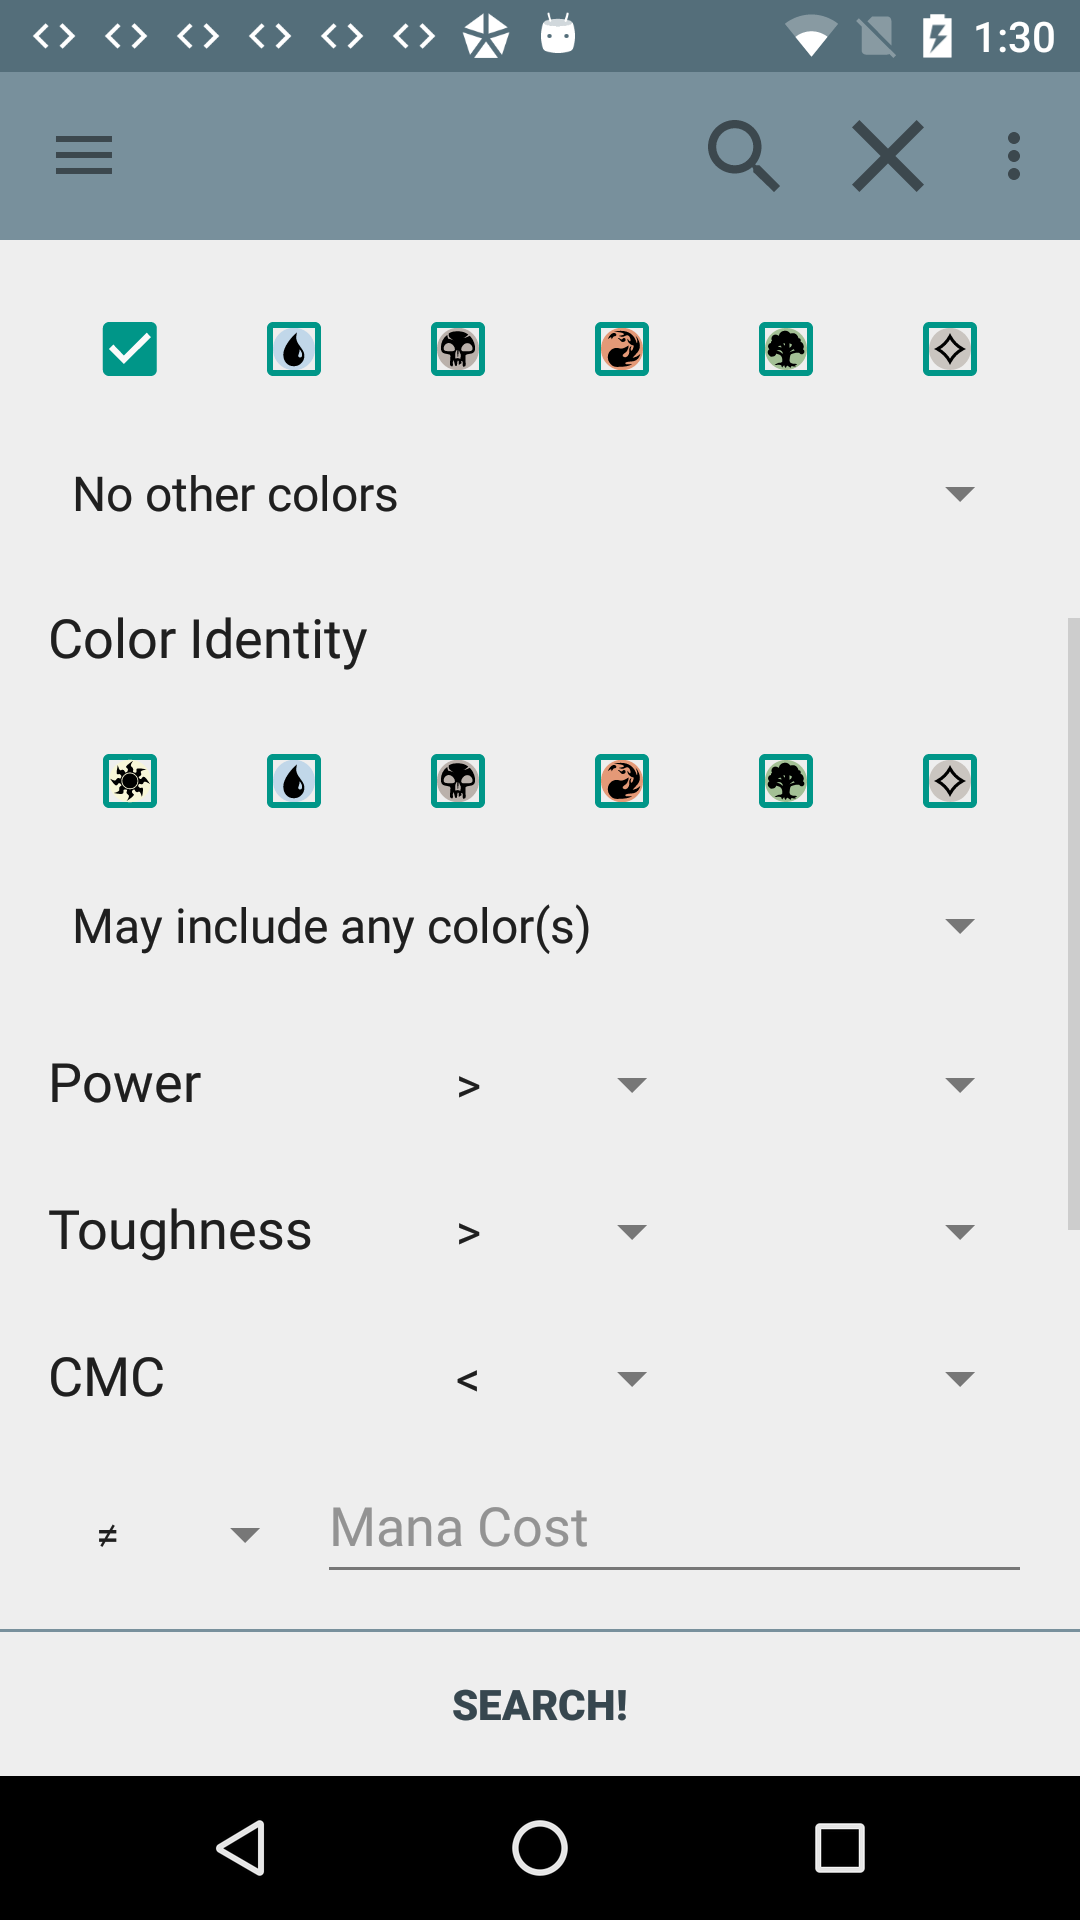 1:30
No other colors
Color Identity
May include any color(s)
Power >
Toughness >
CMC <
≠ Mana Cost
SEARCH!